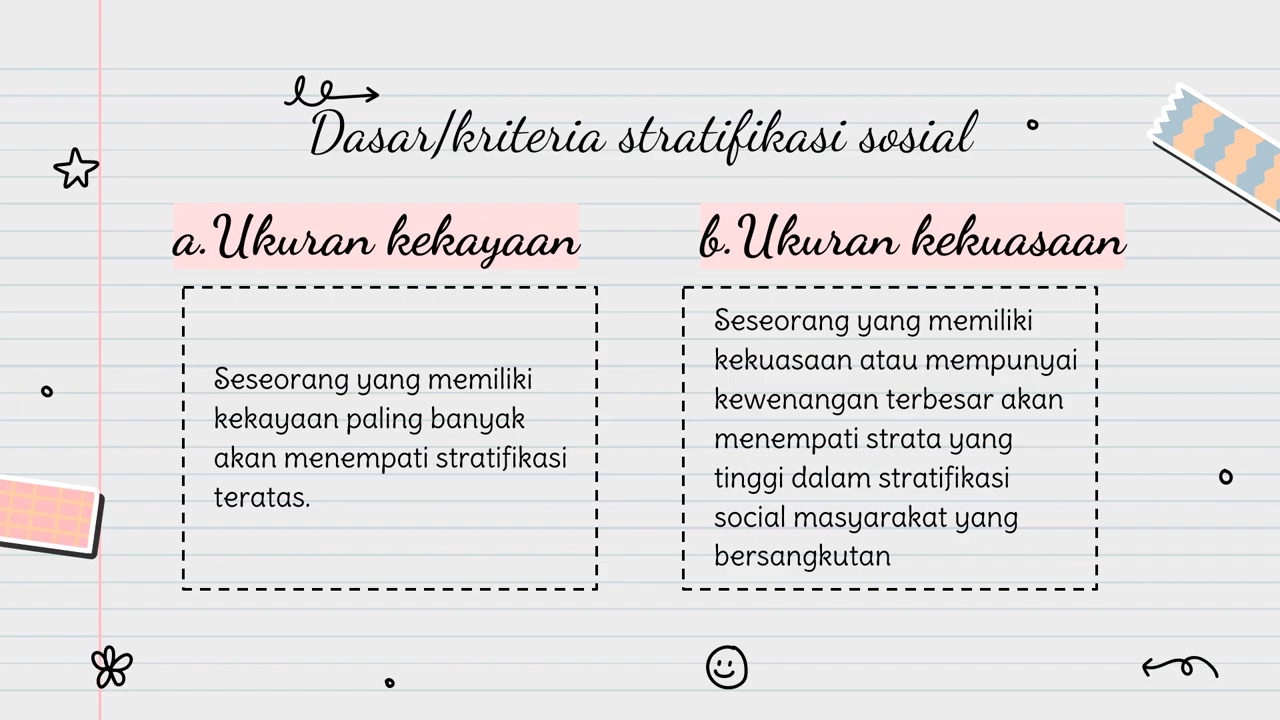 Dasar/kriteria stratifikasi sosial
a.Ukuran kekayaan
Seseorang yang memiliki
kekayaan paling banyak
akan menempati stratifikasi
teratas.
b.Ukuran kekuasaan
Seseorang yang memiliki
kekuasaan atau mempunyai
kewenangan terbesar akan
menempati strata yang
tinggi dalam stratifikasi
social masyarakat yang
bersangkutan